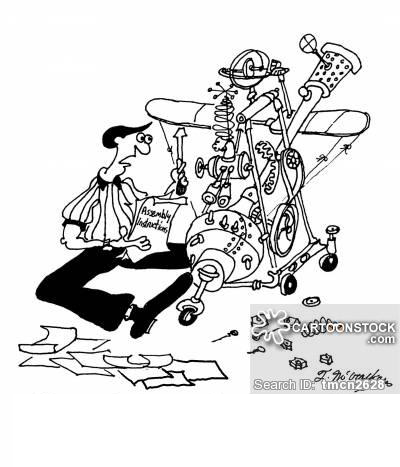 Assembly
Instructions
CARTOONSTOCK
.com
Search ID: tmcn2628